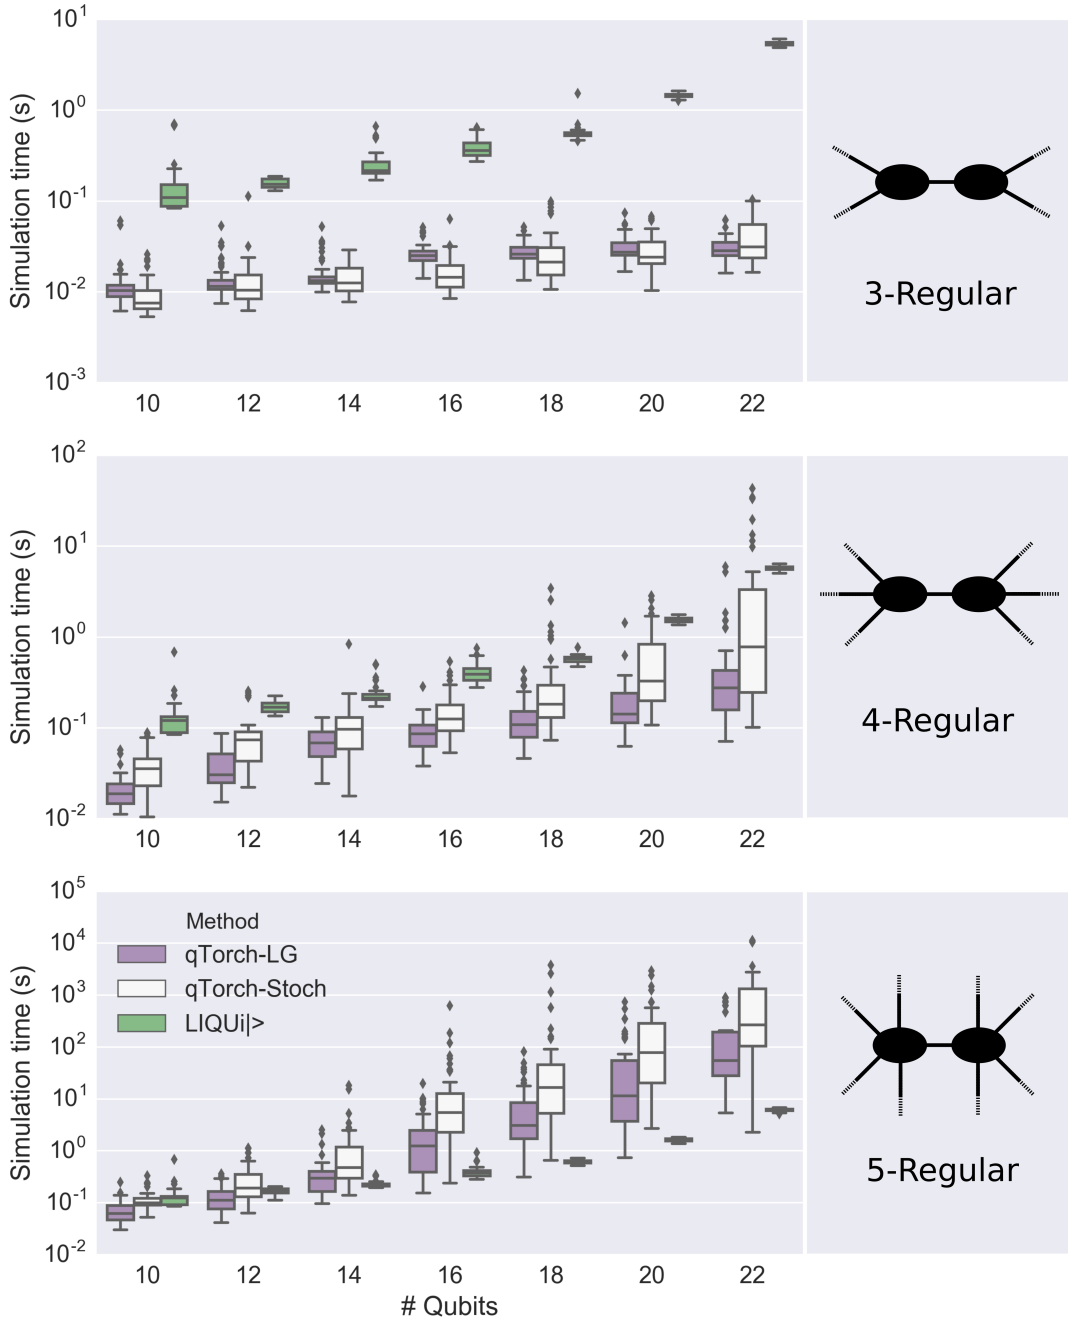 Simulation time (s)
10^1
10^0
10^-1
10^-2
10^-3
10 12 14 16 18 20 22
3-Regular
Simulation time (s)
10^2
10^1
10^0
10^-1
10^-2
10 12 14 16 18 20 22
4-Regular
Simulation time (s)
10^5
10^4
10^3
10^2
10^1
10^0
10^-1
10^-2
Method
qTorch-LG
qTorch-Stoch
LIQUi|>
10 12 14 16 18 20 22
# Qubits
5-Regular